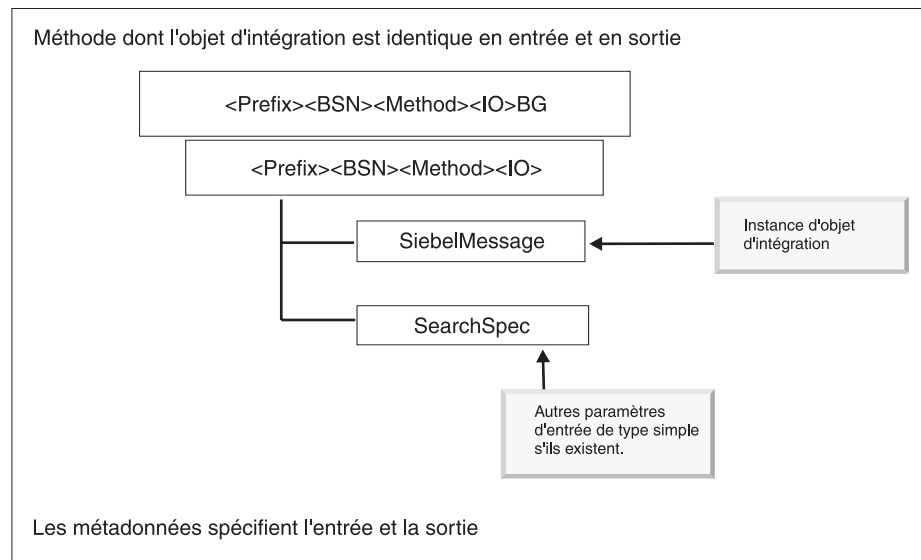 Méthode dont l'objet d'intégration est identique en entrée et en sortie
<Prefix><BSN><Method><IO>BG
<Prefix><BSN><Method><IO>
SiebelMessage
Instance d'objet
d'intégration
SearchSpec
Autres paramètres
d'entrée de type simple
s'ils existent.
Les métadonnées spécifient l'entrée et la sortie